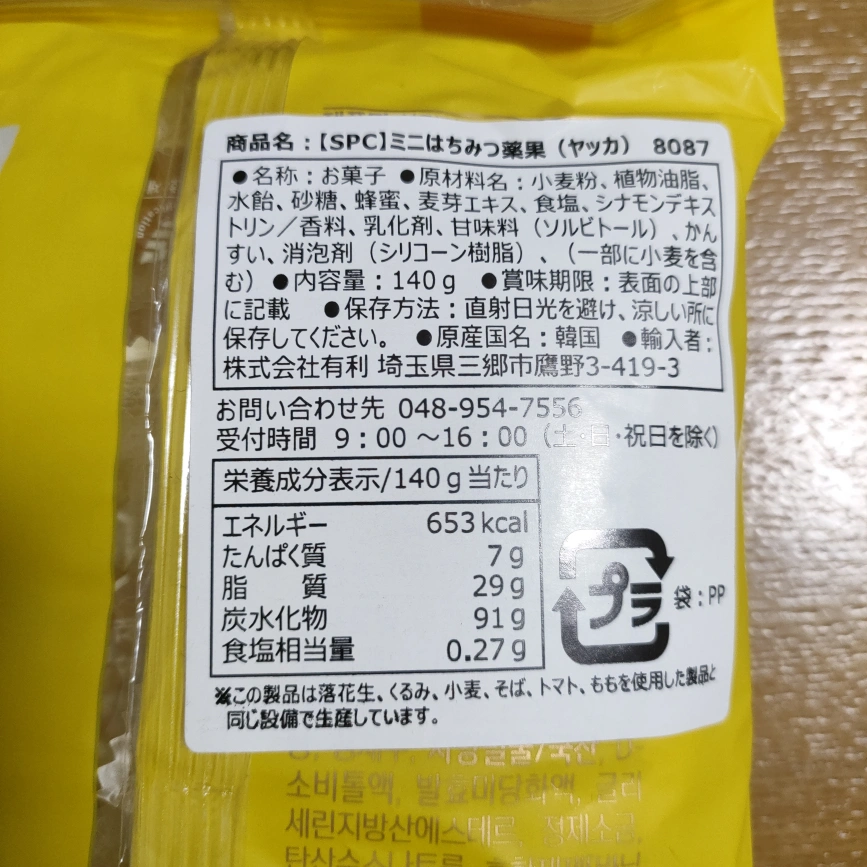 商品名:【SPC】ミニはちみつ薬果(ヤッカ) 8087
●名称:お菓子 ●原材料名:小麦粉、植物油脂、
水飴、砂糖、蜂蜜、麦芽エキス、食塩、シナモンデキス
トリン/香料、乳化剤、甘味料(ソルビトール)、かん
すい、消泡剤(シリコーン樹脂)、(一部に小麦を含
む) ●内容量:140g ●賞味期限:表面の上部
に記載 ●保存方法:直射日光を避け、涼しい所に
保存してください。 ●原産国名:韓国 ●輸入者:
株式会社有利 埼玉県三郷市鷹野3-419-3
お問い合わせ先 048-954-7556
受付時間 9:00~16:00(土・日・祝日を除く)
栄養成分表示/140g当たり
エネルギー 653kcal
たんぱく質 7g
脂 質 29g
炭水化物 91g
食塩相当量 0.27g
プラ 袋:PP
※この製品は落花生、くるみ、小麦、そば、トマト、ももを使用した製品と
同じ設備で生産しています。
소비톨액, 발효미당화액, 글리
세린지방산에스테르, 정제소금,